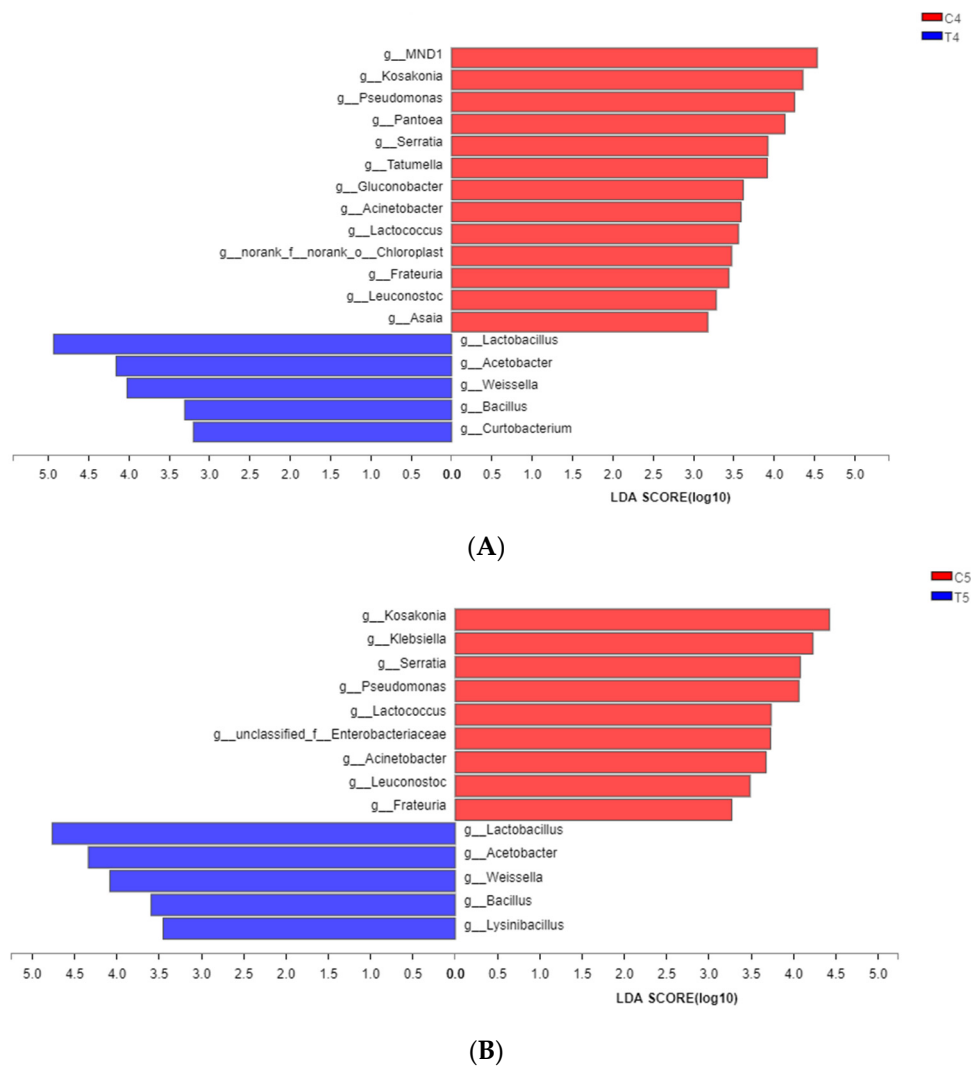 C4
T4
g__MND1
g__Kosakonia
g__Pseudomonas
g__Pantoea
g__Serratia
g__Tatumella
g__Gluconobacter
g__Acinetobacter
g__Lactococcus
g__norank_f__norank_o__Chloroplast
g__Frateuria
g__Leuconostoc
g__Asaia
g__Lactobacillus
g__Acetobacter
g__Weissella
g__Bacillus
g__Curtobacterium
5.0 4.5 4.0 3.5 3.0 2.5 2.0 1.5 1.0 0.5 0.0 0.5 1.0 1.5 2.0 2.5 3.0 3.5 4.0 4.5 5.0
LDA SCORE(log10)
(A)
C5
T5
g__Kosakonia
g__Klebsiella
g__Serratia
g__Pseudomonas
g__Lactococcus
g__unclassified_f__Enterobacteriaceae
g__Acinetobacter
g__Leuconostoc
g__Frateuria
g__Lactobacillus
g__Acetobacter
g__Weissella
g__Bacillus
g__Lysinibacillus
5.0 4.5 4.0 3.5 3.0 2.5 2.0 1.5 1.0 0.5 0.0 0.5 1.0 1.5 2.0 2.5 3.0 3.5 4.0 4.5 5.0
LDA SCORE(log10)
(B)